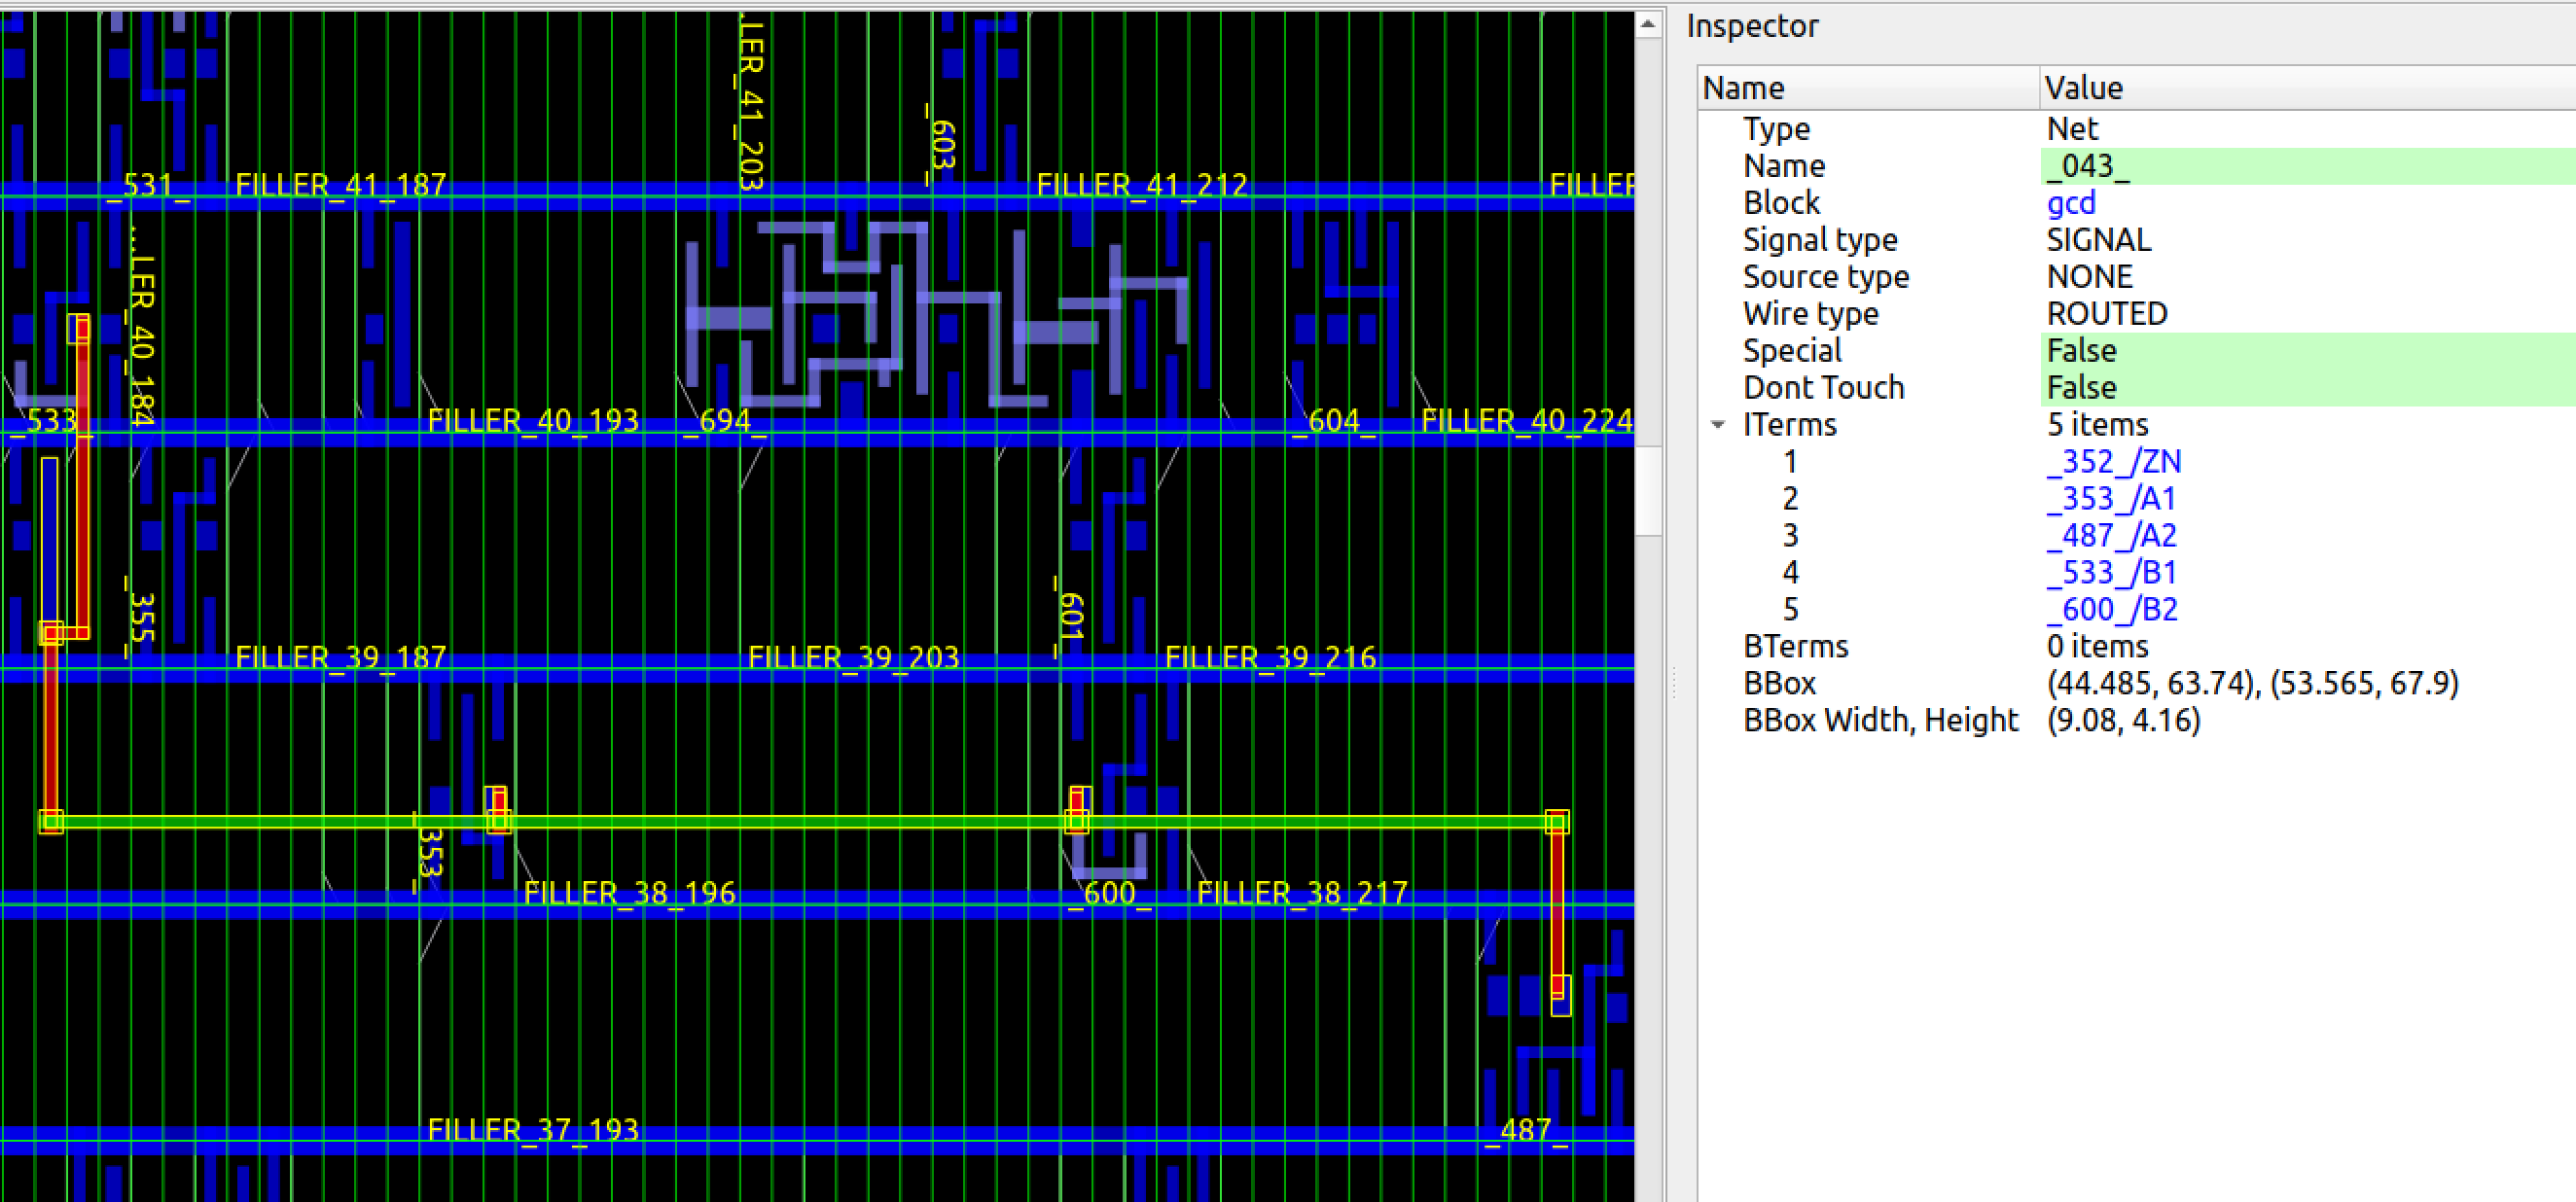 _531_
FILLER_41_187
LER_41_203
_603_
FILLER_41_212
FILLER
LER_40_184
_533_
FILLER_40_193
_694_
_604_
FILLER_40_224
_355_
FILLER_39_187
FILLER_39_203
_601_
FILLER_39_216
_353_
FILLER_38_196
_600_
FILLER_38_217
FILLER_37_193
_487_
Inspector
Name Value
Type Net
Name _043_
Block gcd
Signal type SIGNAL
Source type NONE
Wire type ROUTED
Special False
Dont Touch False
ITerms 5 items
1 _352_/ZN
2 _353_/A1
3 _487_/A2
4 _533_/B1
5 _600_/B2
BTerms 0 items
BBox (44.485, 63.74), (53.565, 67.9)
BBox Width, Height (9.08, 4.16)